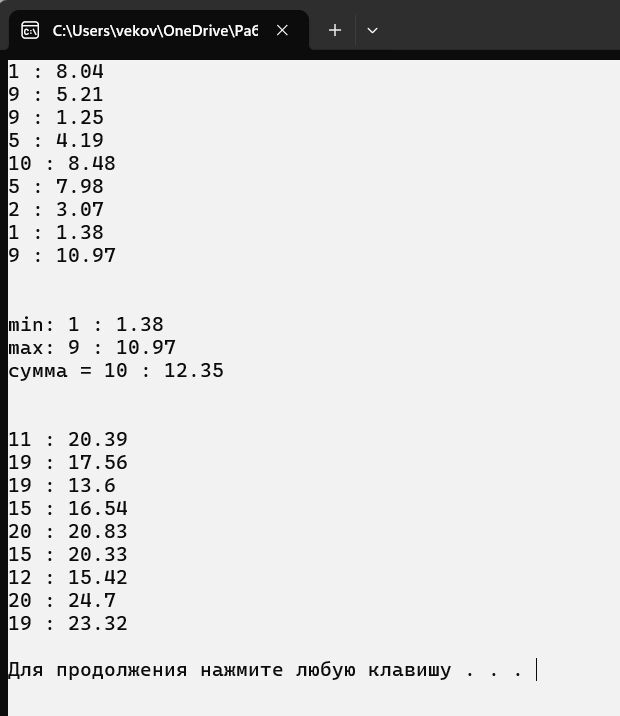 C:\Users\vekov\OneDrive\Раб
1 : 8.04
9 : 5.21
9 : 1.25
5 : 4.19
10 : 8.48
5 : 7.98
2 : 3.07
1 : 1.38
9 : 10.97
min: 1 : 1.38
max: 9 : 10.97
сумма = 10 : 12.35
11 : 20.39
19 : 17.56
19 : 13.6
15 : 16.54
20 : 20.83
15 : 20.33
12 : 15.42
20 : 24.7
19 : 23.32
Для продолжения нажмите любую клавишу . . .